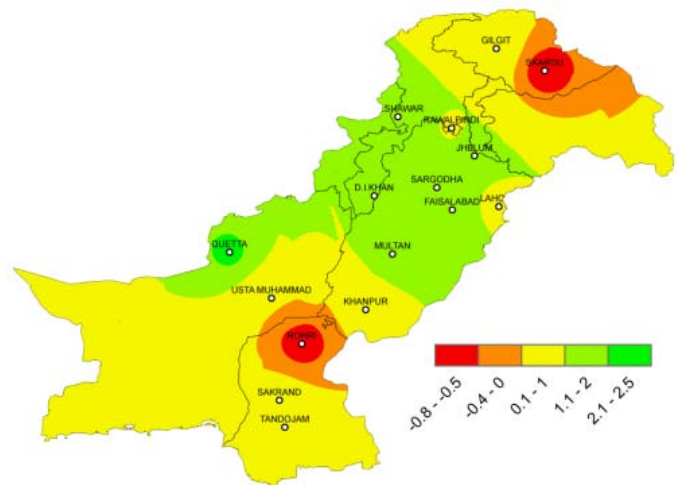 GILGIT
SKARDU
SHAWAR
RAWALPINDI
JHELUM
SARGODHA
D.I.KHAN
LAHO
FAISALABAD
QUETTA
MULTAN
USTA MUHAMMAD
KHANPUR
ROHRI
SAKRAND
TANDOJAM
-0.8 - -0.5
-0.4 - 0
0.1 - 1
1.1 - 2
2.1 - 2.5